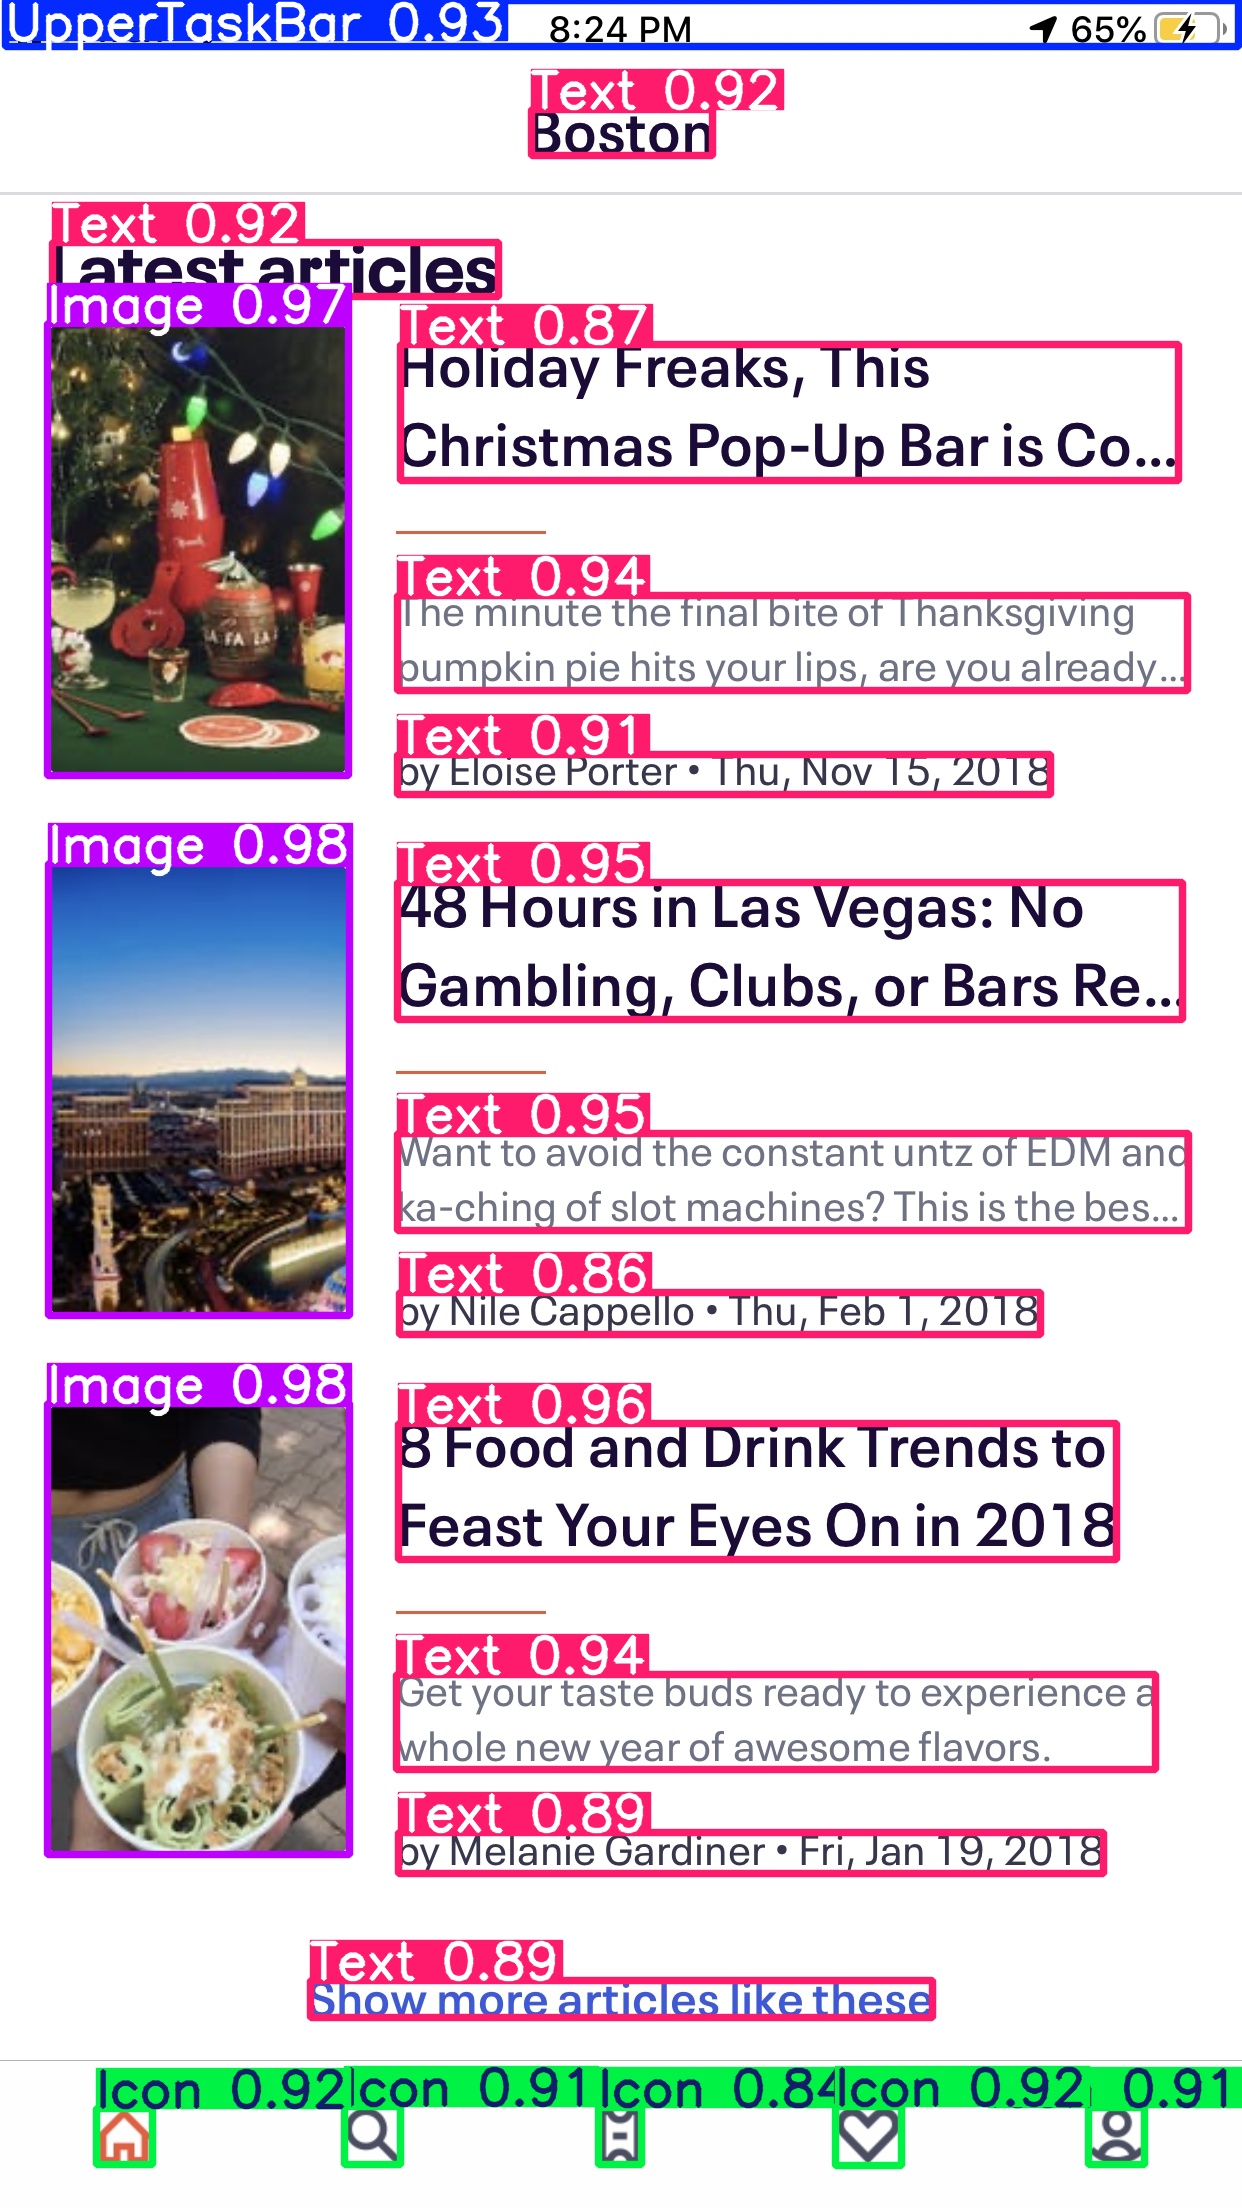 UpperTaskBar 0.93
8:24 PM
65%
Text 0.92
Boston
Text 0.92
Latest articles
Image 0.97
Text 0.87
Holiday Freaks, This
Christmas Pop-Up Bar is Co...
Text 0.94
The minute the final bite of Thanksgiving
pumpkin pie hits your lips, are you already...
Text 0.91
by Eloise Porter • Thu, Nov 15, 2018
Image 0.98
Text 0.95
48 Hours in Las Vegas: No
Gambling, Clubs, or Bars Re...
Text 0.95
Want to avoid the constant untz of EDM and
ka-ching of slot machines? This is the bes...
Text 0.86
by Nile Cappello • Thu, Feb 1, 2018
Image 0.98
Text 0.96
8 Food and Drink Trends to
Feast Your Eyes On in 2018
Text 0.94
Get your taste buds ready to experience a
whole new year of awesome flavors.
Text 0.89
by Melanie Gardiner • Fri, Jan 19, 2018
Text 0.89
Show more articles like these
Icon 0.92 Icon 0.91 Icon 0.84 Icon 0.92 0.91